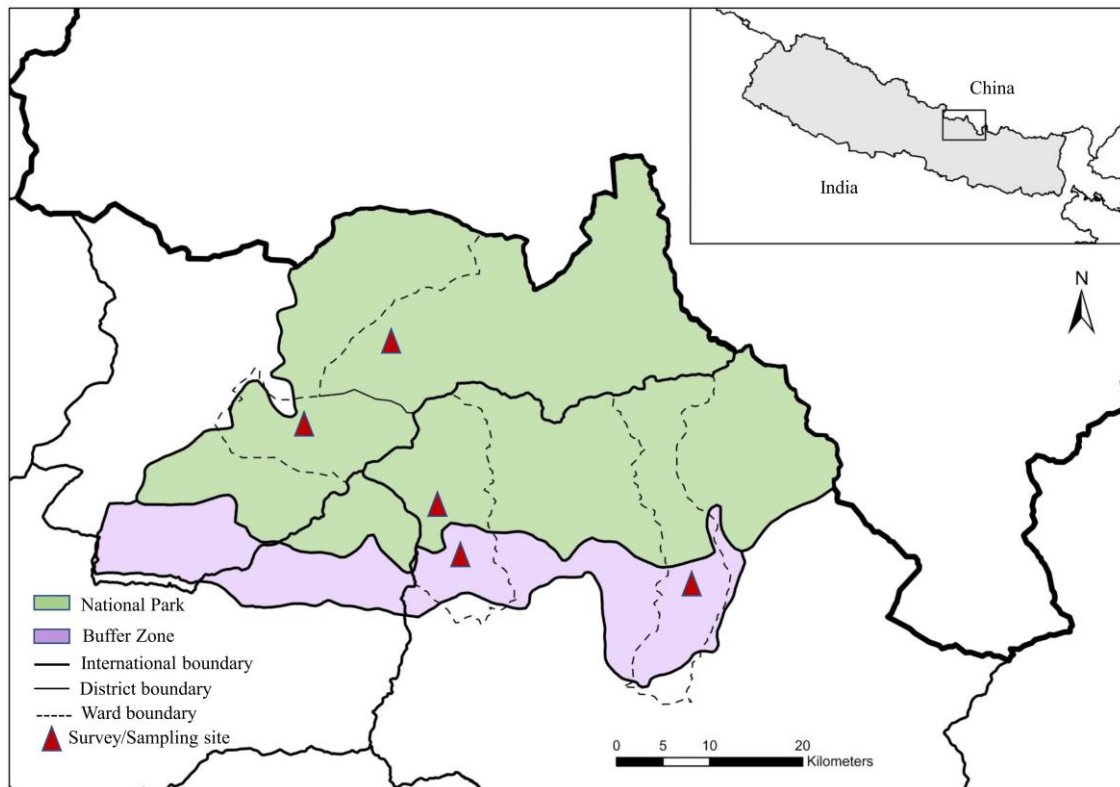 China
India
N
National Park
Buffer Zone
International boundary
District boundary
Ward boundary
Survey/Sampling site
0 5 10 20
Kilometers